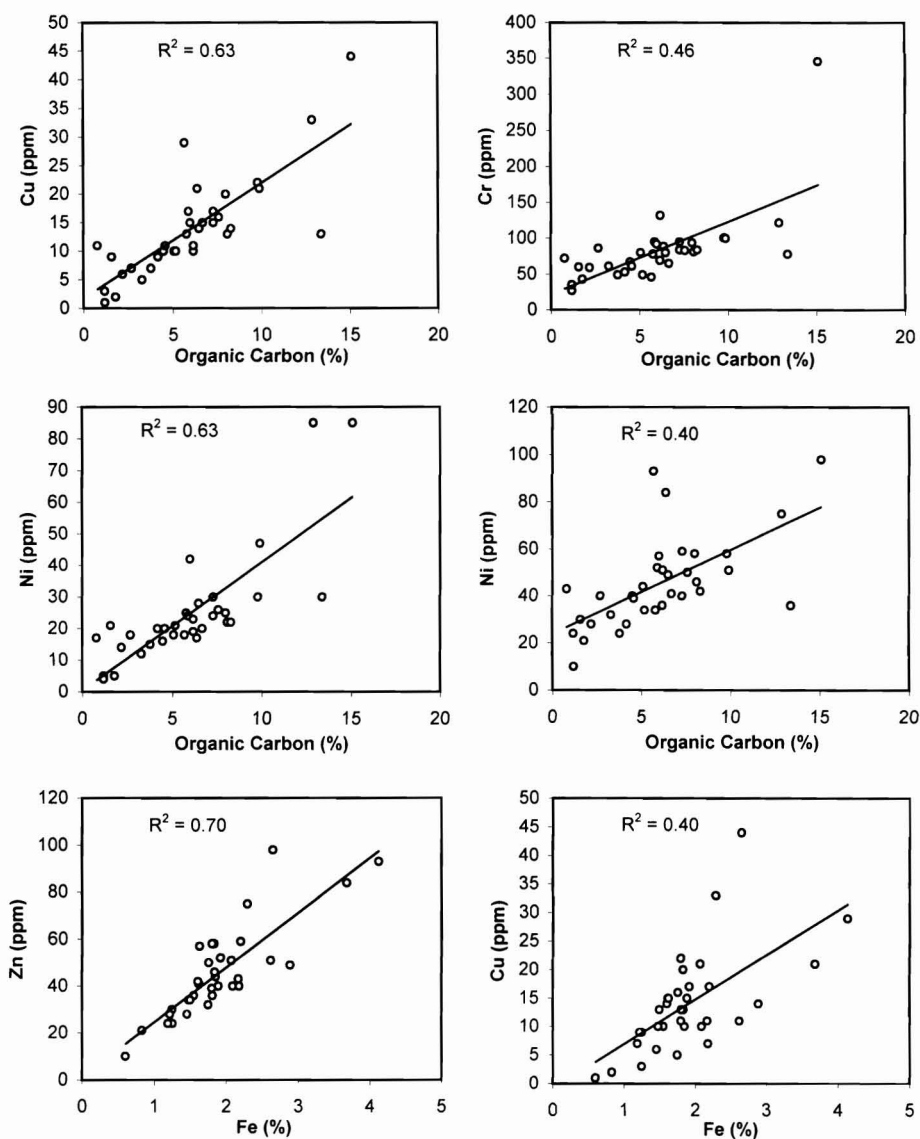 R² = 0.63
Cu (ppm)
50
45
40
35
30
25
20
15
10
5
0
0 5 10 15 20
Organic Carbon (%)
R² = 0.46
Cr (ppm)
400
350
300
250
200
150
100
50
0
0 5 10 15 20
Organic Carbon (%)
R² = 0.63
Ni (ppm)
90
80
70
60
50
40
30
20
10
0
0 5 10 15 20
Organic Carbon (%)
R² = 0.40
Ni (ppm)
120
100
80
60
40
20
0
0 5 10 15 20
Organic Carbon (%)
R² = 0.70
Zn (ppm)
120
100
80
60
40
20
0
0 1 2 3 4 5
Fe (%)
R² = 0.40
Cu (ppm)
50
45
40
35
30
25
20
15
10
5
0
0 1 2 3 4 5
Fe (%)